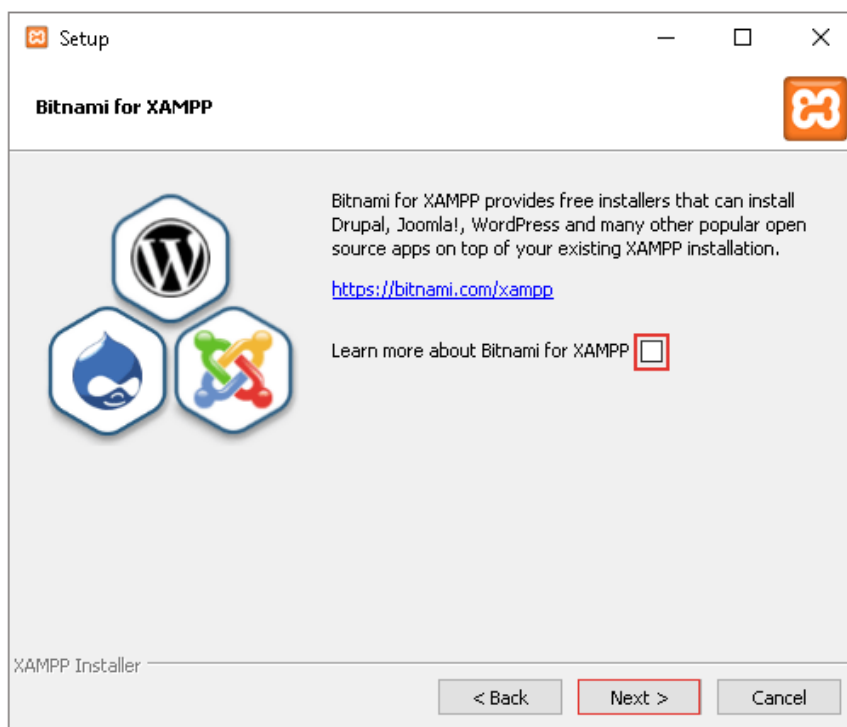 Setup
Bitnami for XAMPP
Bitnami for XAMPP provides free installers that can install
Drupal, Joomla!, WordPress and many other popular open
source apps on top of your existing XAMPP installation.
https://bitnami.com/xampp
Learn more about Bitnami for XAMPP
XAMPP Installer
< Back
Next >
Cancel